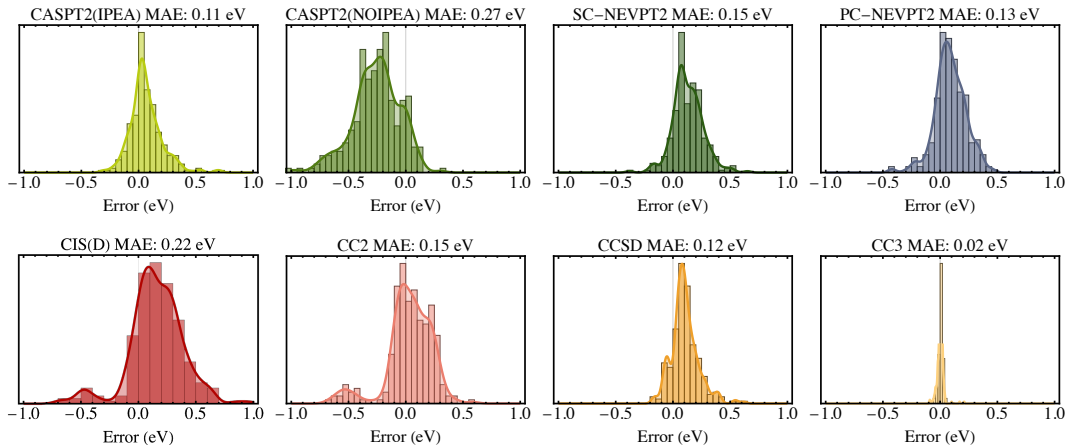 CASPT2(IPEA) MAE: 0.11 eV
CASPT2(NOIPEA) MAE: 0.27 eV
SC−NEVPT2 MAE: 0.15 eV
PC−NEVPT2 MAE: 0.13 eV
−1.0 −0.5 0.0 0.5 1.0
−1.0 −0.5 0.0 0.5 1.0
−1.0 −0.5 0.0 0.5 1.0
−1.0 −0.5 0.0 0.5 1.0
Error (eV)
Error (eV)
Error (eV)
Error (eV)
CIS(D) MAE: 0.22 eV
CC2 MAE: 0.15 eV
CCSD MAE: 0.12 eV
CC3 MAE: 0.02 eV
−1.0 −0.5 0.0 0.5 1.0
−1.0 −0.5 0.0 0.5 1.0
−1.0 −0.5 0.0 0.5 1.0
−1.0 −0.5 0.0 0.5 1.0
Error (eV)
Error (eV)
Error (eV)
Error (eV)